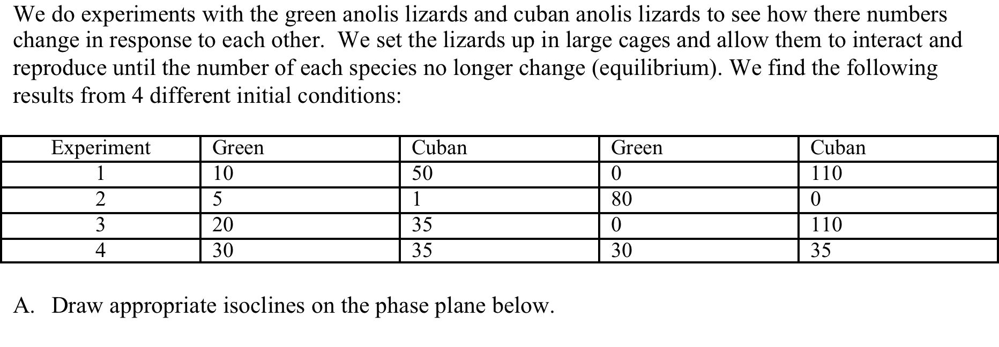 We do experiments with the green anolis lizards and cuban anolis lizards to see how there numbers
change in response to each other.  We set the lizards up in large cages and allow them to interact and
reproduce until the number of each species no longer change (equilibrium). We find the following
results from 4 different initial conditions:
Experiment Green Cuban Green Cuban
1 10 50 0 110
2 5 1 80 0
3 20 35 0 110
4 30 35 30 35
A. Draw appropriate isoclines on the phase plane below.